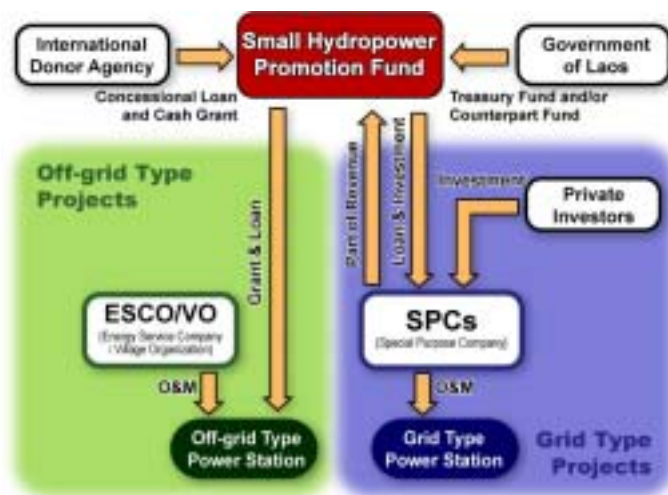 International
Donor Agency
Small Hydropower
Promotion Fund
Government
of Laos
Concessional Loan
and Cash Grant
Treasury Fund and/or
Counterpart Fund
Off-grid Type
Projects
Grant & Loan
Part of Revenue
Loan & Investment
Investment
Private
Investors
ESCO/VO
(Energy Service Company
/ Village Organization)
SPCs
(Special Purpose Company)
O&M
O&M
Off-grid Type
Power Station
Grid Type
Power Station
Grid Type
Projects